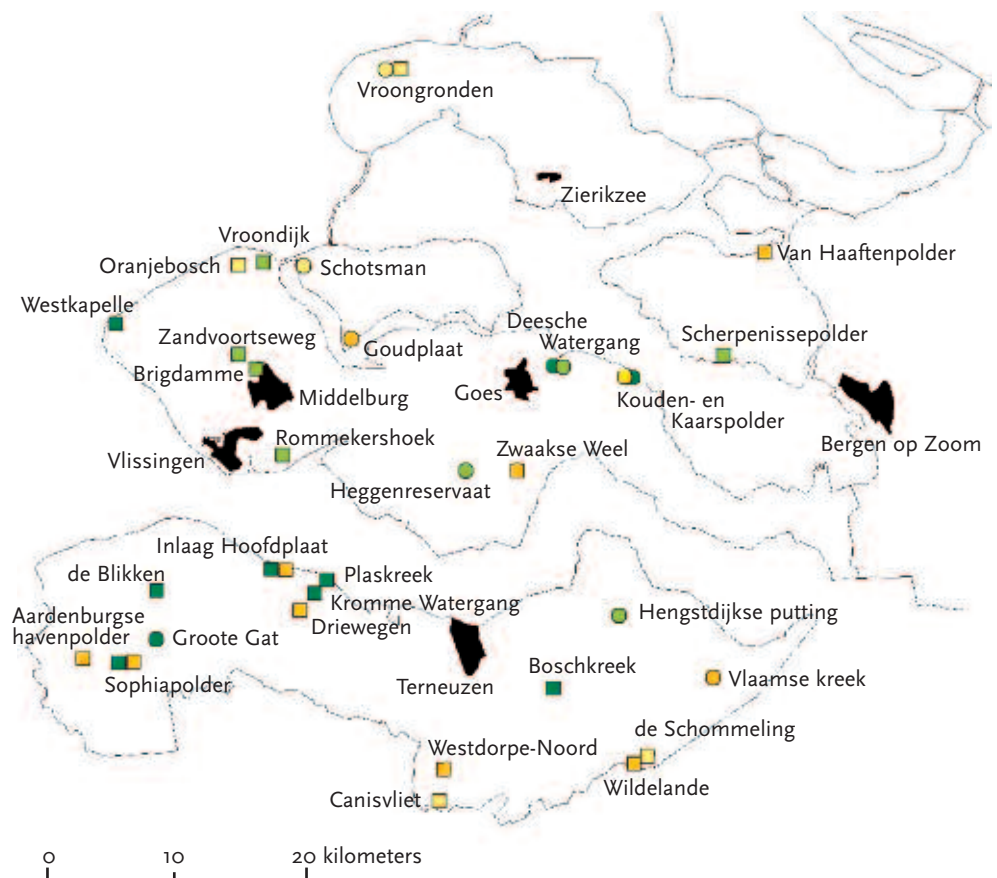 Vroongronden
Zierikzee
Vroondijk
Oranjebosch
Schotsman
Van Haaftenpolder
Westkapelle
Zandvoortseweg
Goudplaat
Deesche
Watergang
Scherpenissepolder
Brigdamme
Middelburg
Goes
Kouden- en
Kaarspolder
Bergen op Zoom
Vlissingen
Rommekershoek
Zwaakse Weel
Heggenreservaat
Inlaag Hoofdplaat
de Blikken
Plaskreek
Kromme Watergang
Driewegen
Hengstdijkse putting
Aardenburgse
havenpolder
Groote Gat
Sophiapolder
Terneuzen
Boschkreek
Vlaamse kreek
de Schommeling
Westdorpe-Noord
Wildelande
Canisvliet
0 10 20 kilometers